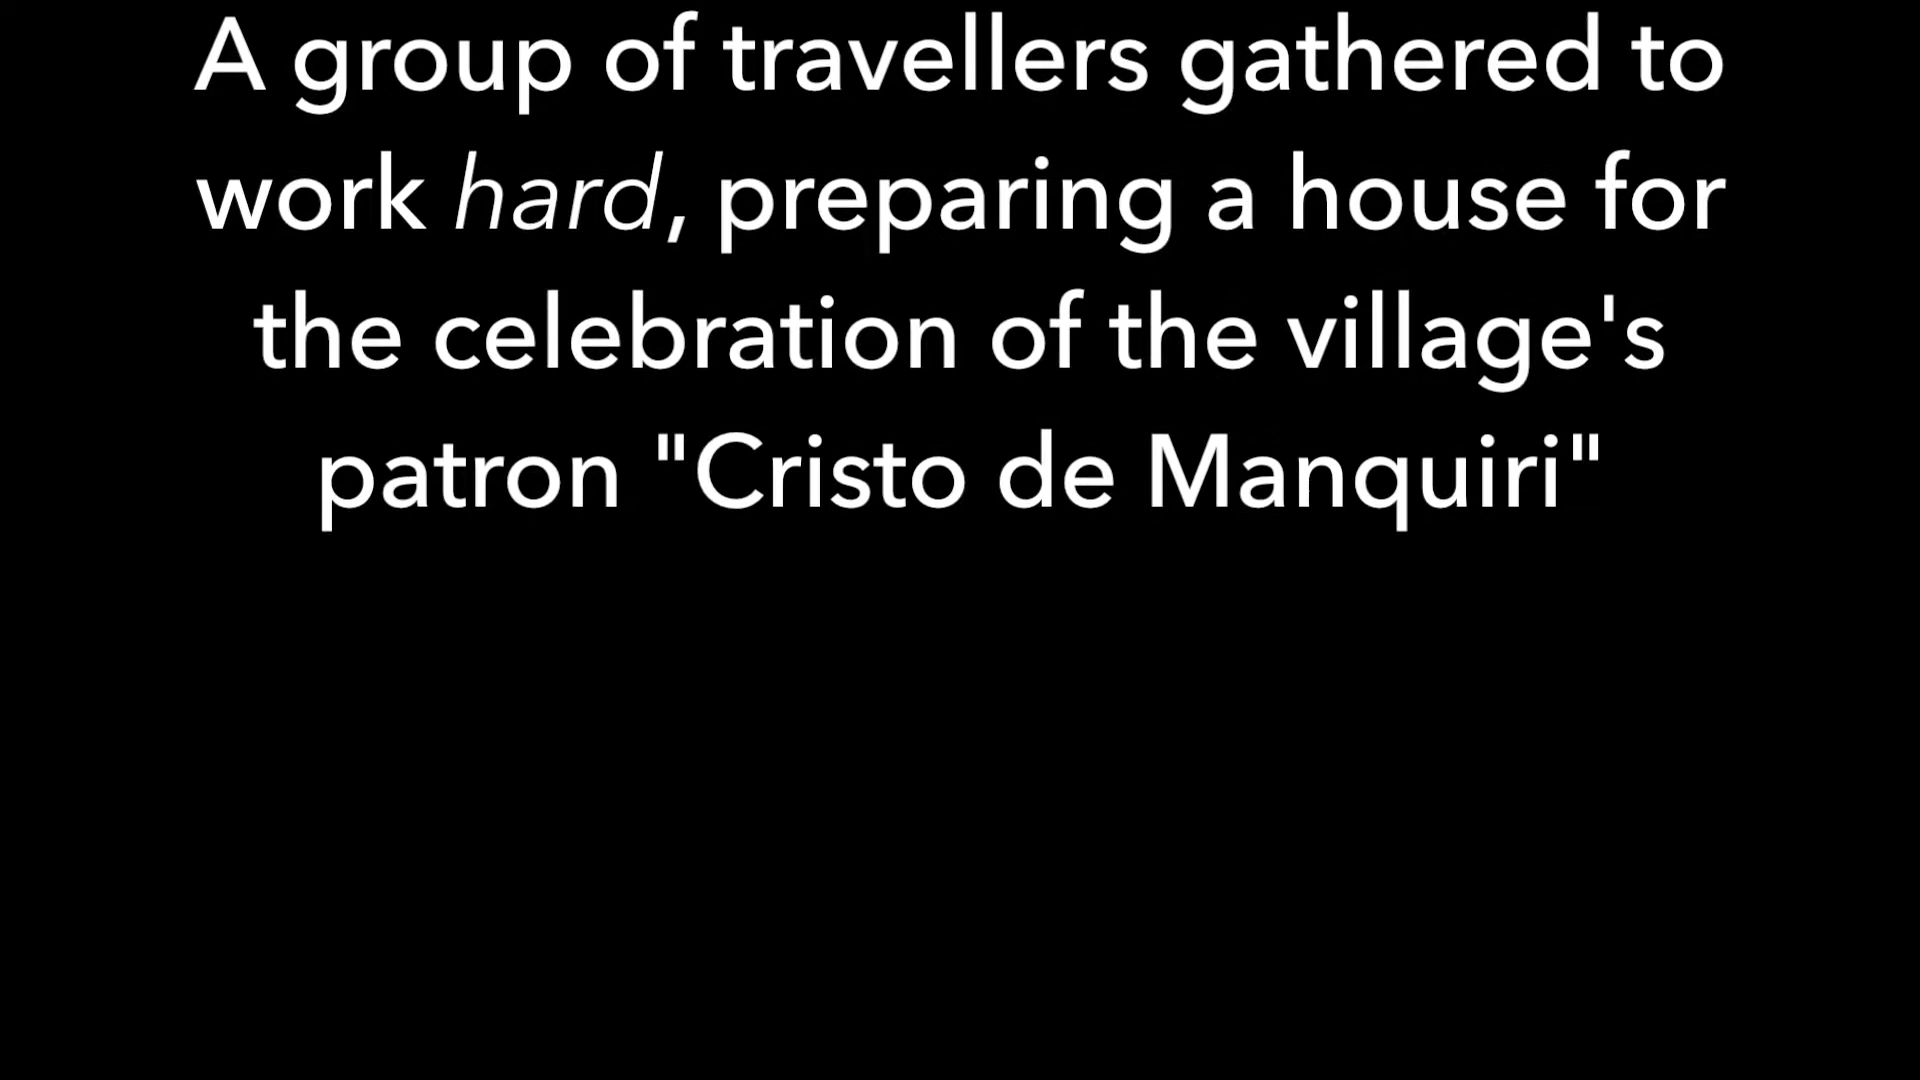 A group of travellers gathered to
work hard, preparing a house for
the celebration of the village's
patron "Cristo de Manquiri"